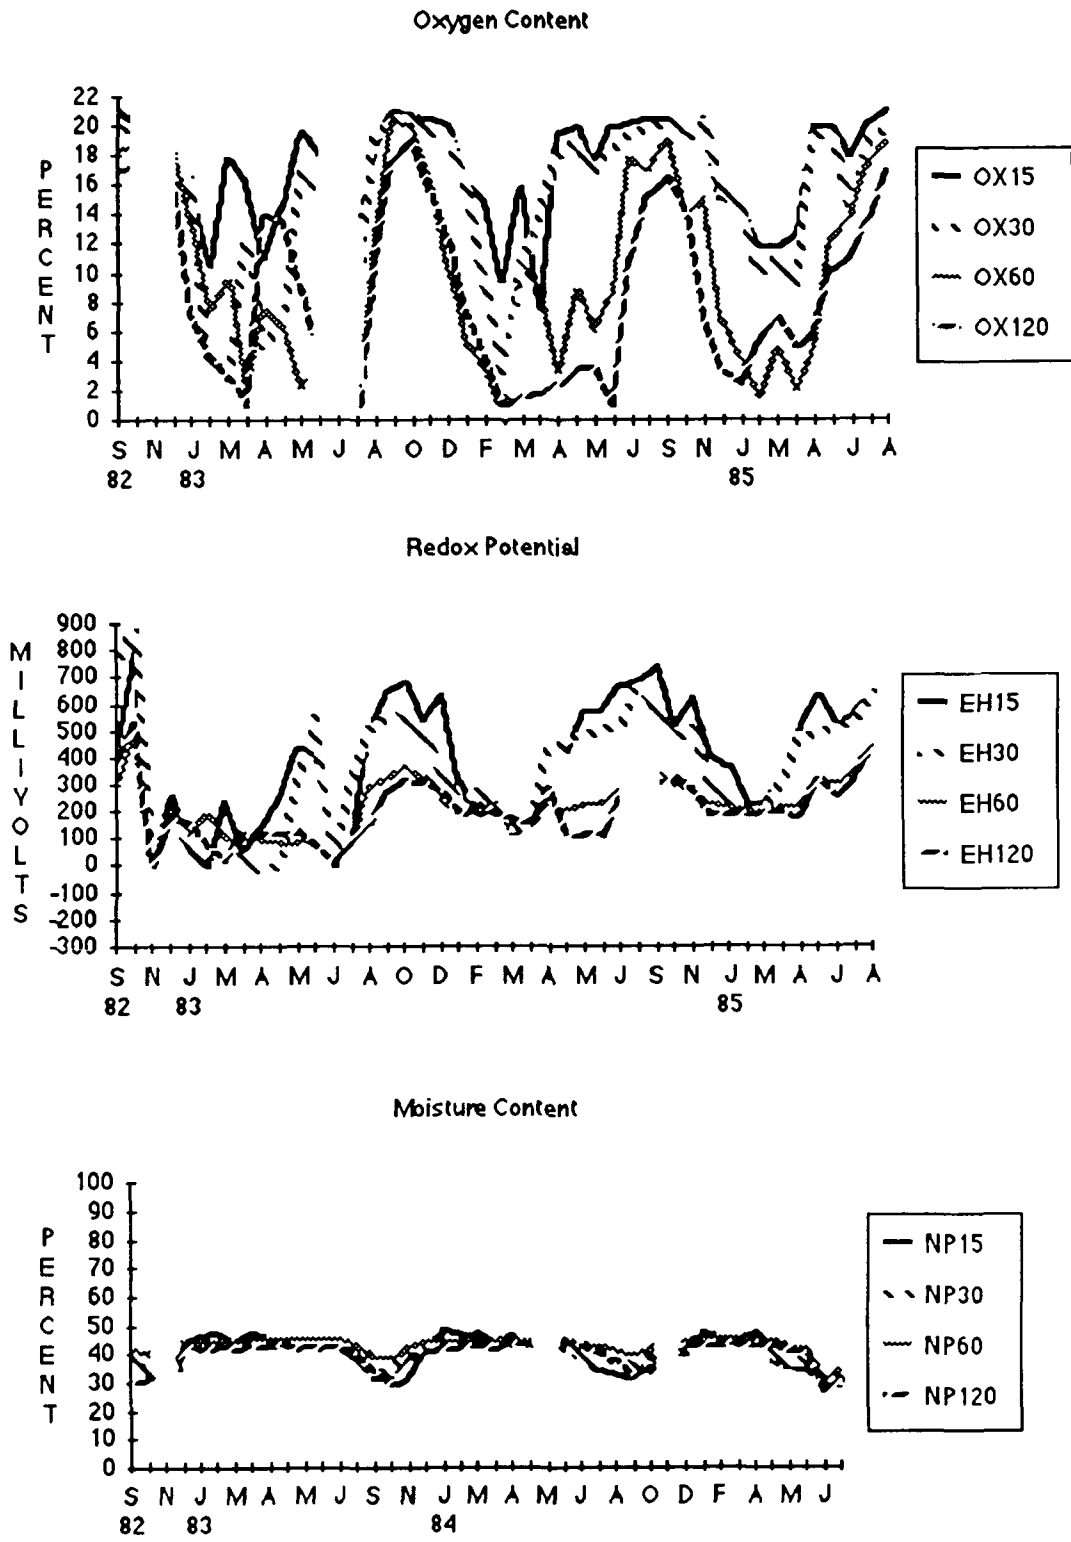 Oxygen Content
PERCENT
22
20
18
16
14
12
10
8
6
4
2
0
S N J M A M J A O D F M A M J S N J M A J A
82 83 85
OX15
OX30
OX60
OX120
Redox Potential
MILLIVOLTS
900
800
700
600
500
400
300
200
100
0
-100
-200
-300
S N J M A M J A O D F M A M J S N J M A J A
82 83 85
EH15
EH30
EH60
EH120
Moisture Content
PERCENT
100
90
80
70
60
50
40
30
20
10
0
S N J M A M J S N J M A J A O D F A M J
82 83 84
NP15
NP30
NP60
NP120